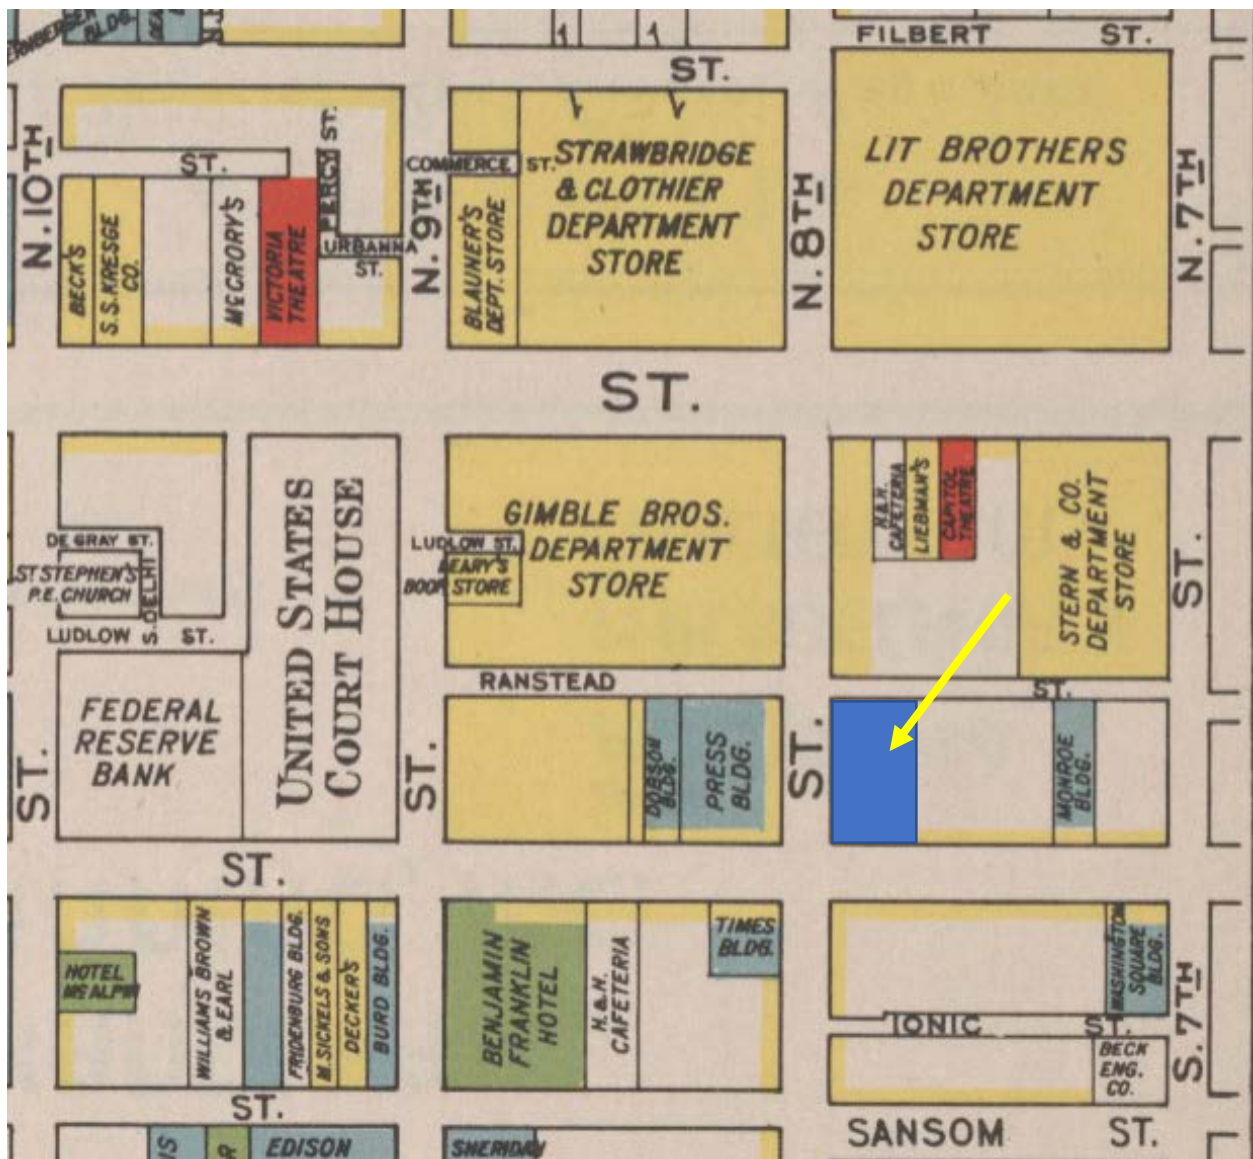 BLDG.
FILBERT ST.
ST.
N. 10TH
ST.
PERCY ST.
COMMERCE ST.
N. 9TH
STRAWBRIDGE
& CLOTHIER
DEPARTMENT
STORE
N. 8TH
LIT BROTHERS
DEPARTMENT
STORE
N. 7TH
BECK'S
S.S. KRESGE
CO.
McCRORY'S
VICTORIA
THEATRE
URBANNA
ST.
BLAUNER'S
DEPT. STORE
ST.
DE GRAY ST.
ST STEPHEN'S
P.E. CHURCH
S. DELHI
LUDLOW ST.
UNITED STATES
COURT HOUSE
GIMBLE BROS.
DEPARTMENT
STORE
LUDLOW ST.
LEARY'S
BOOK STORE
H. & H.
CAFETERIA
LIEBMAN'S
CAPITOL
THEATRE
STERN & CO.
DEPARTMENT
STORE
ST.
FEDERAL
RESERVE
BANK
ST.
ST.
RANSTEAD
ST.
DOBSON
BLDG.
PRESS
BLDG.
ST.
MONROE
BLDG.
ST.
HOTEL
McALPIN
WILLIAMS BROWN
& EARL
FRIDENBURG BLDG.
M. SICKELS & SONS
DECKER'S
BURD BLDG.
BENJAMIN
FRANKLIN
HOTEL
H. & H.
CAFETERIA
TIMES
BLDG.
WASHINGTON
SQUARE
BLDG.
IONIC ST.
S. 7TH
BECK
ENG.
CO.
ST.
SANSOM ST.
EDISON
SHERIDAN